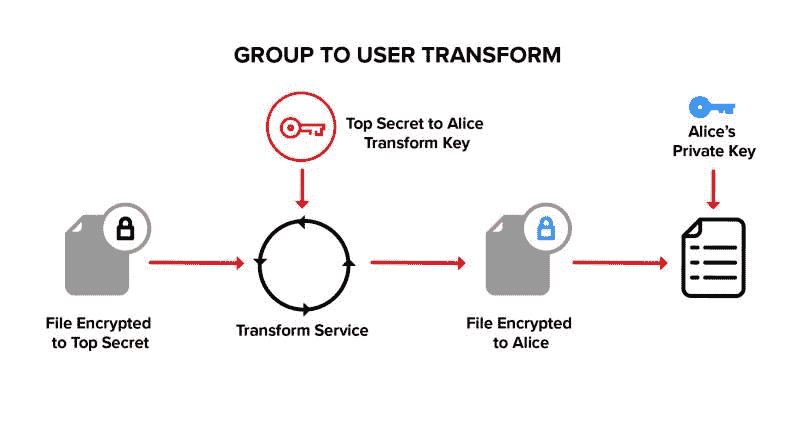 GROUP TO USER TRANSFORM
Top Secret to Alice
Transform Key
Alice's
Private Key
File Encrypted
to Top Secret
Transform Service
File Encrypted
to Alice